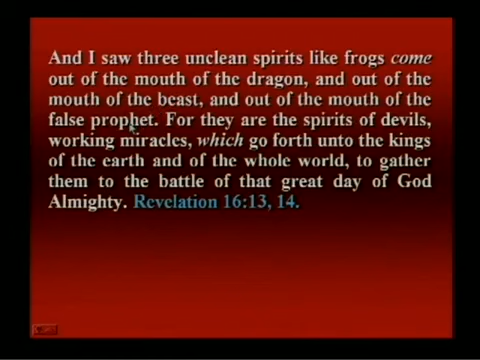 And I saw three unclean spirits like frogs come
out of the mouth of the dragon, and out of the
mouth of the beast, and out of the mouth of the
false prophet. For they are the spirits of devils,
working miracles, which go forth unto the kings
of the earth and of the whole world, to gather
them to the battle of that great day of God
Almighty. Revelation 16:13, 14.